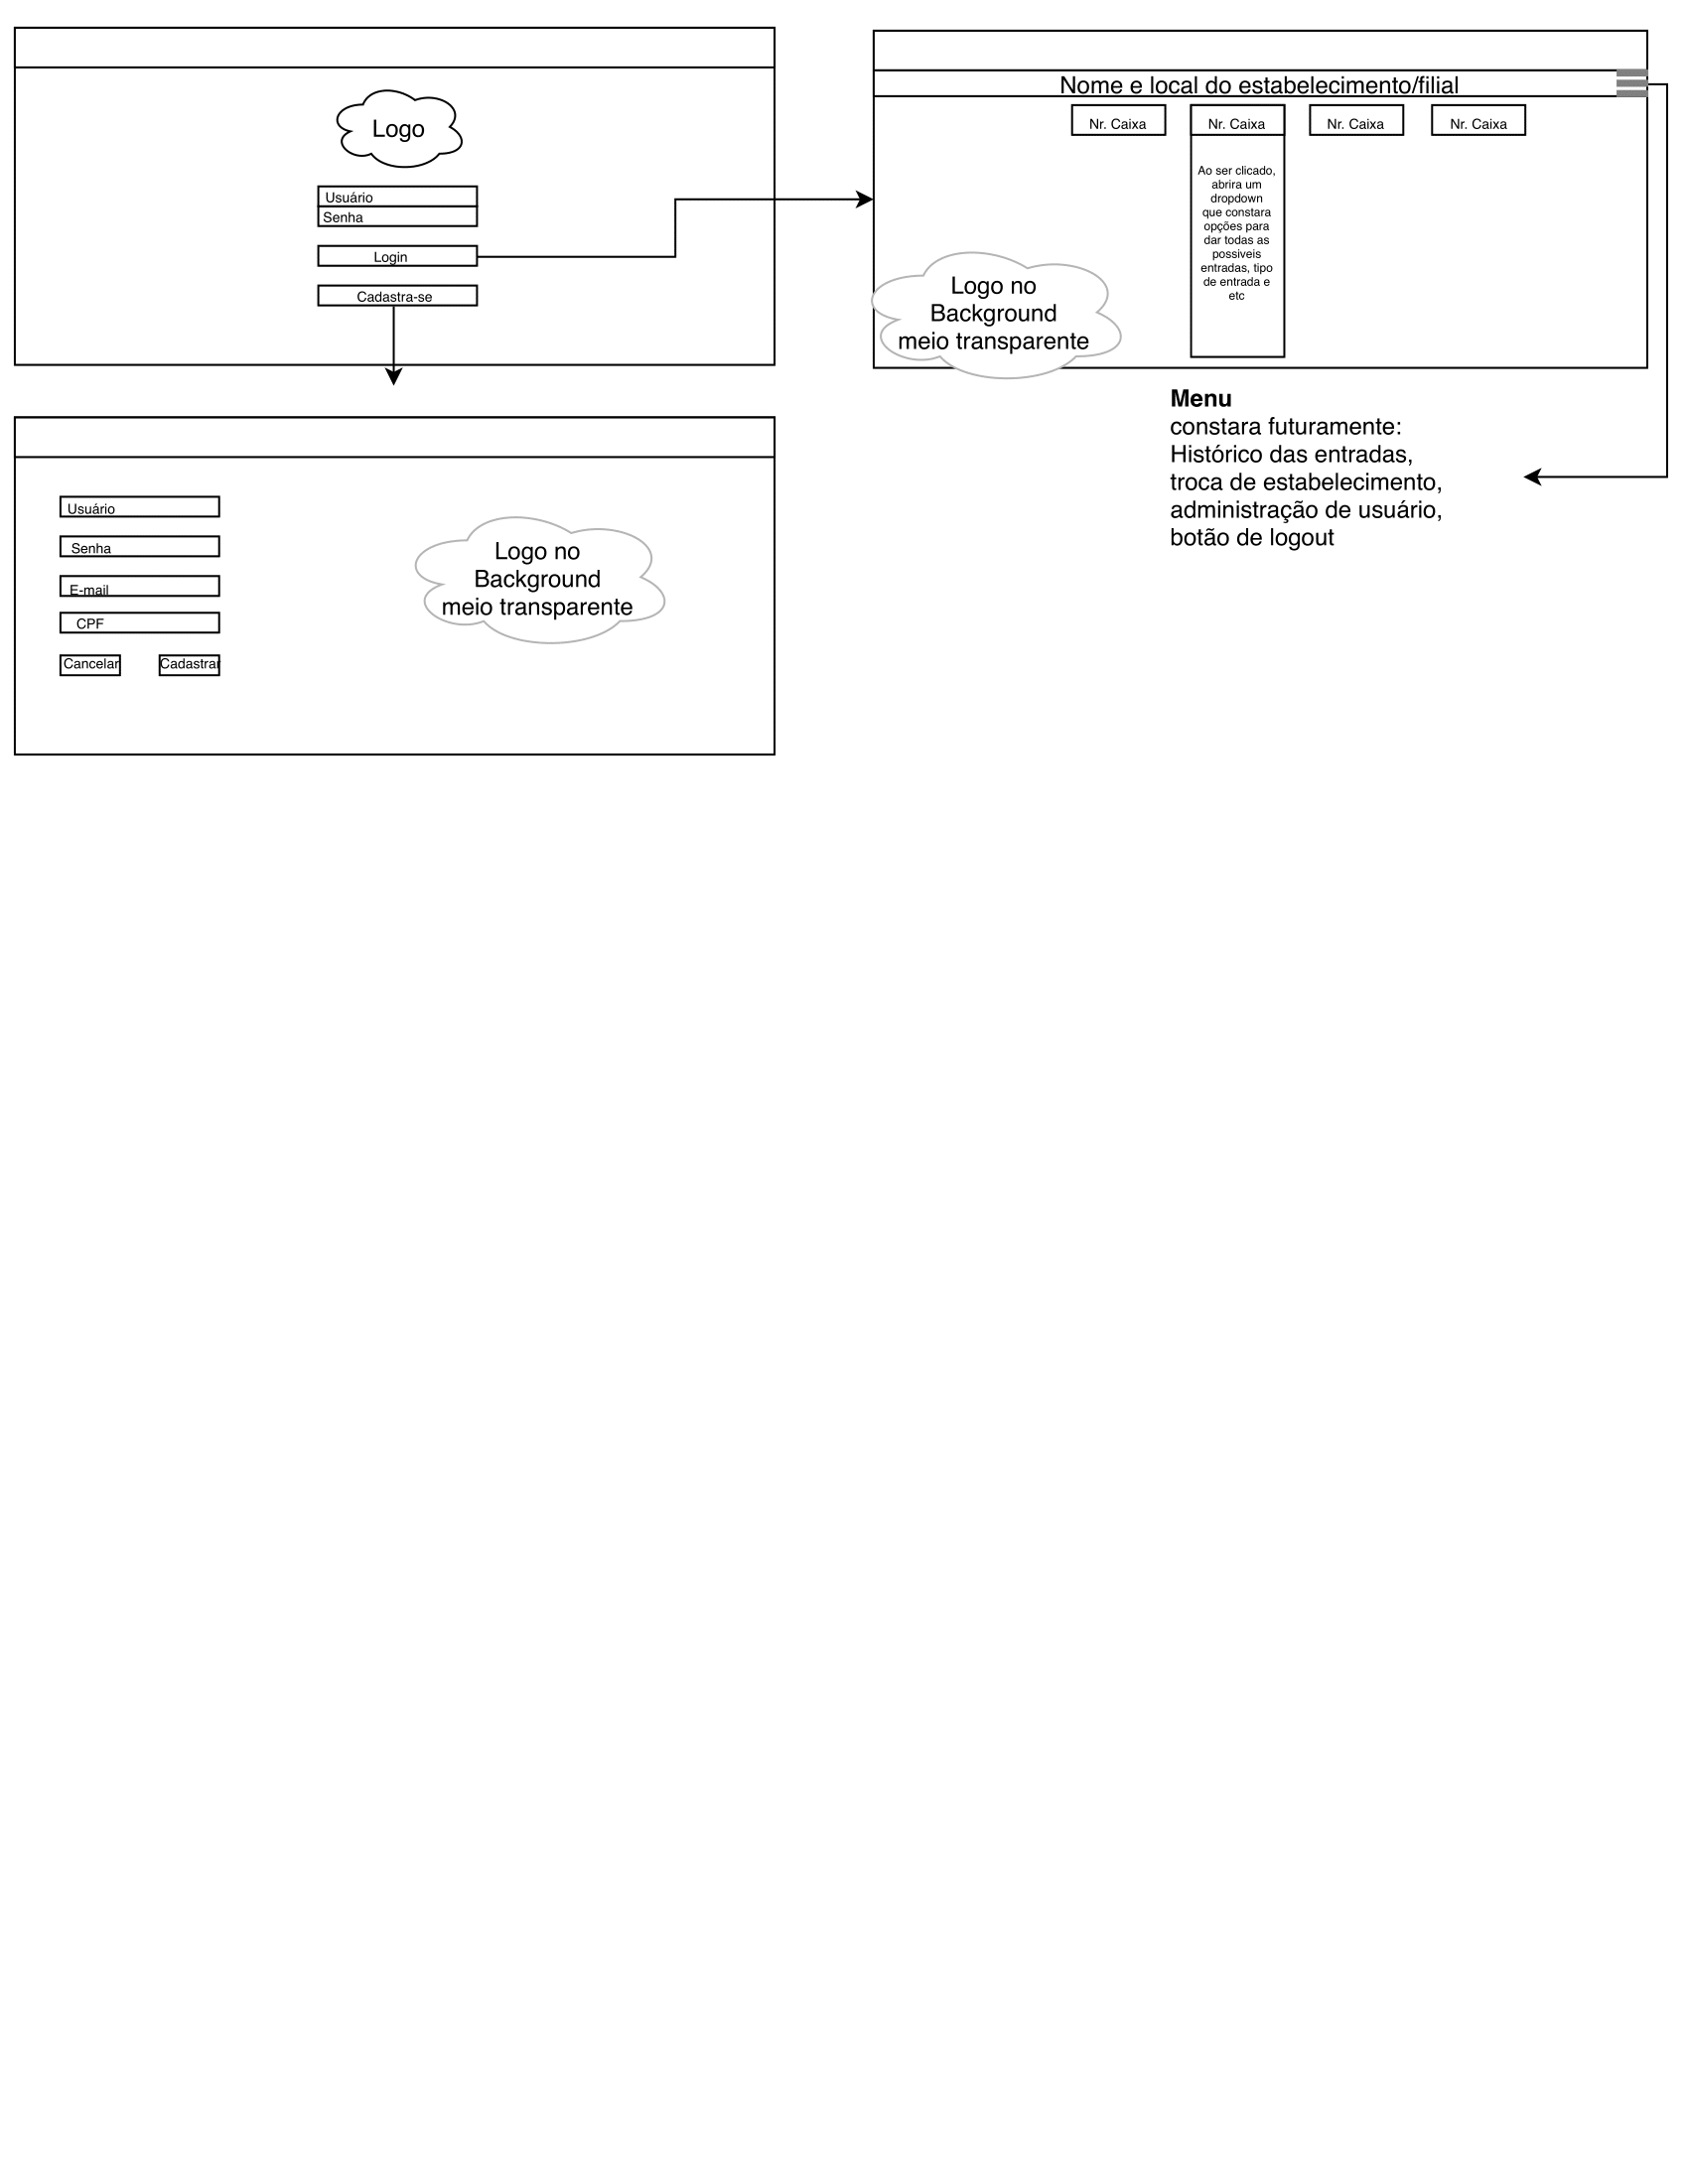 Logo
Usuário
Senha
Login
Cadastra-se
Nome e local do estabelecimento/filial
Nr. Caixa
Nr. Caixa
Nr. Caixa
Nr. Caixa
Ao ser clicado,
abrira um
dropdown
que constara
opções para
dar todas as
possiveis
entradas, tipo
de entrada e
etc
Logo no
Background
meio transparente
Menu
constara futuramente:
Histórico das entradas,
troca de estabelecimento,
administração de usuário,
botão de logout
Usuário
Senha
E-mail
CPF
Cancelar
Cadastrar
Logo no
Background
meio transparente